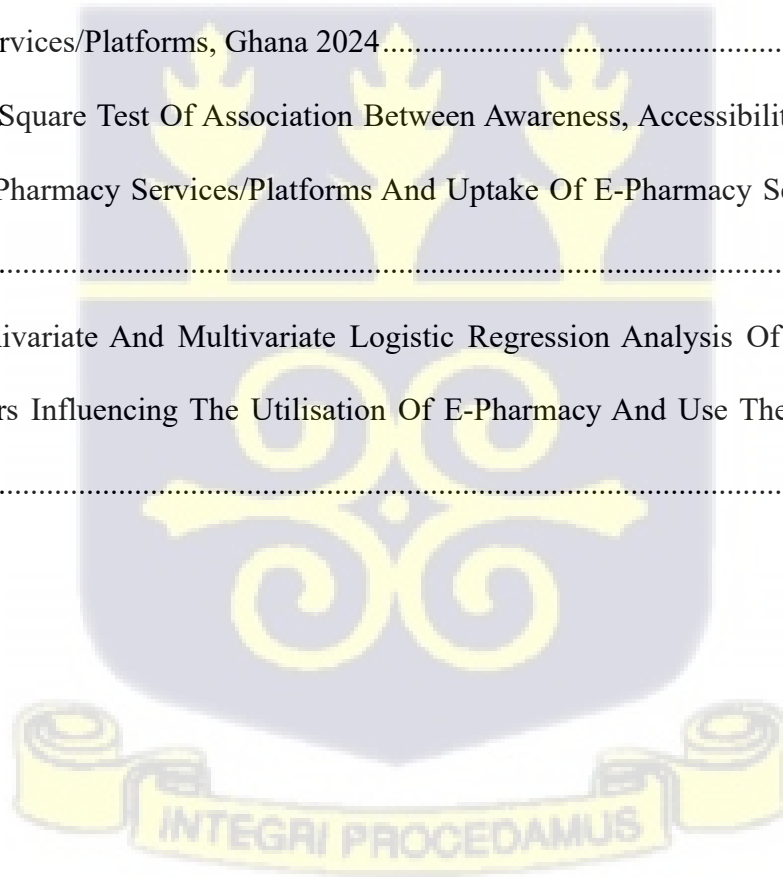 rvices/Platforms, Ghana 2024................................................
Square Test Of Association Between Awareness, Accessibilit
Pharmacy Services/Platforms And Uptake Of E-Pharmacy S
................................................................................................
ivariate And Multivariate Logistic Regression Analysis Of
rs Influencing The Utilisation Of E-Pharmacy And Use The
................................................................................................
INTEGRI PROCEDAMUS